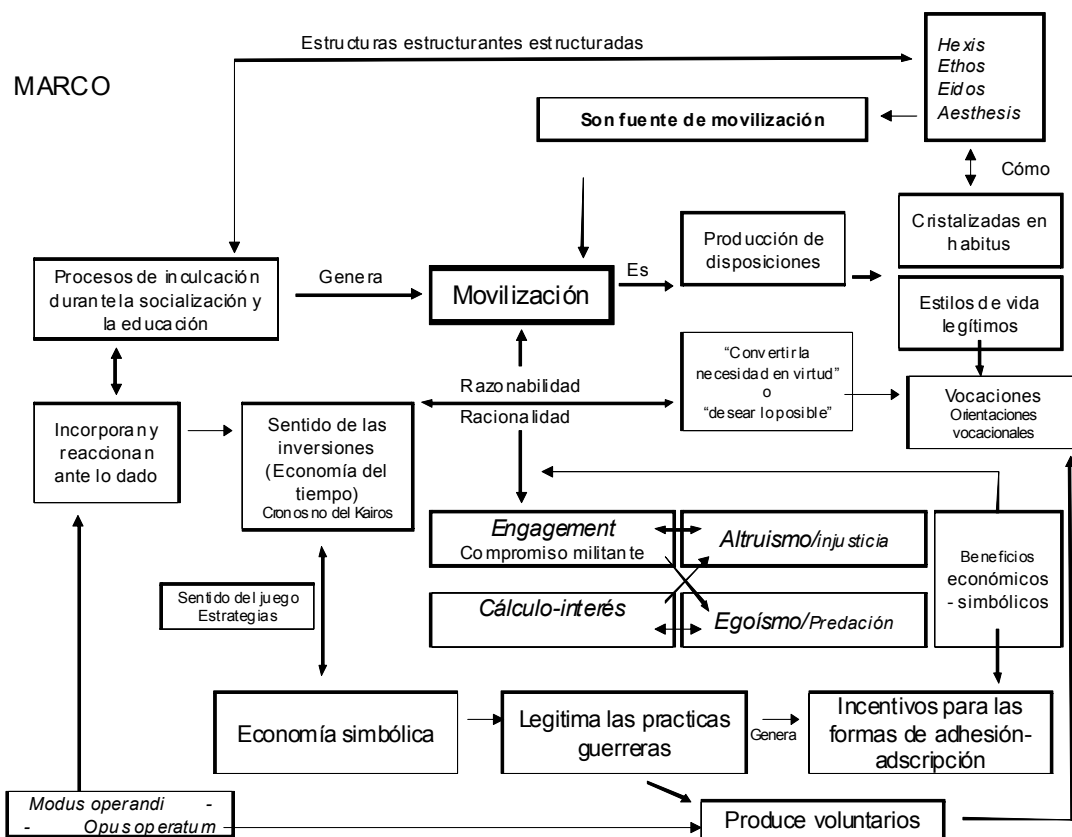 Estructuras estructurantes estructuradas
MARCO
Hexis
Ethos
Eidos
Aesthesis
Son fuente de movilización
Cómo
Cristalizadas en
habitus
Producción de
disposiciones
Es
Procesos de inculcación
durante la socialización y
la educación
Genera
Movilización
Estilos de vida
legítimos
"Convertir la
necesidad en virtud"
o
"desear lo posible"
Razonabilidad
Racionalidad
Vocaciones
Orientaciones
vocacionales
Incorporan y
reaccionan
ante lo dado
Sentido de las
inversiones
(Economía del
tiempo)
Cronos no del Kairos
Engagement
Compromiso militante
Altruismo/injusticia
Beneficios
económicos
- simbólicos
Sentido del juego
Estrategias
Cálculo-interés
Egoísmo/Predación
Economía simbólica
Legitima las practicas
guerreras
Genera
Incentivos para las
formas de adhesión-
adscripción
Modus operandi -
- Opus operatum
Produce voluntarios